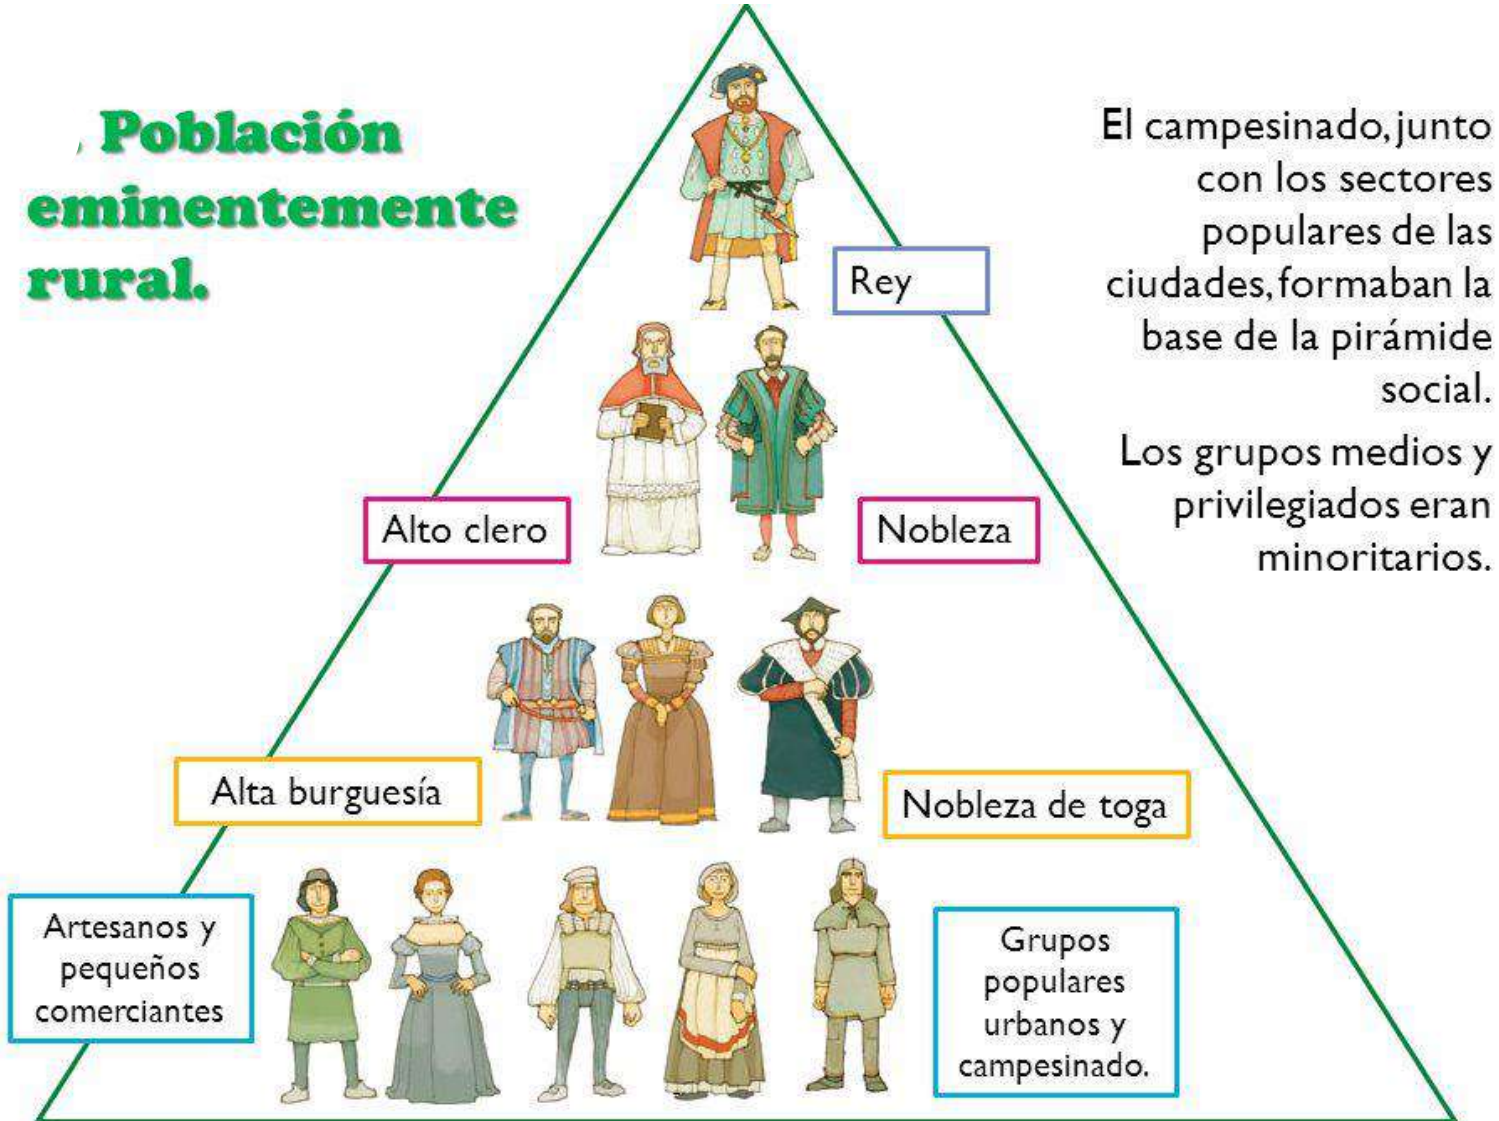 Población
eminentemente
rural.
El campesinado, junto
con los sectores
populares de las
ciudades, formaban la
base de la pirámide
social.
Los grupos medios y
privilegiados eran
minoritarios.
Rey
Alto clero
Nobleza
Alta burguesía
Nobleza de toga
Artesanos y
pequeños
comerciantes
Grupos
populares
urbanos y
campesinado.